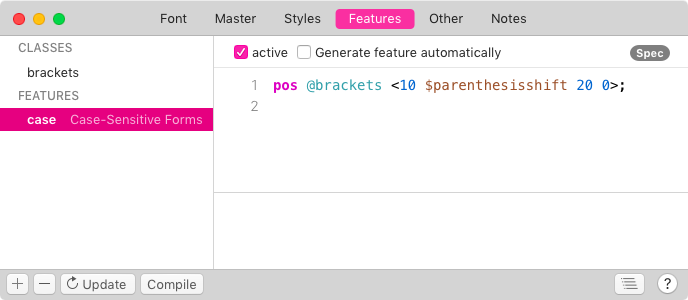 Font Master Styles Features Other Notes
CLASSES
brackets
FEATURES
case Case-Sensitive Forms
active Generate feature automatically Spec
1 pos @brackets <10 $parenthesisshift 20 0>;
2
Update Compile ?